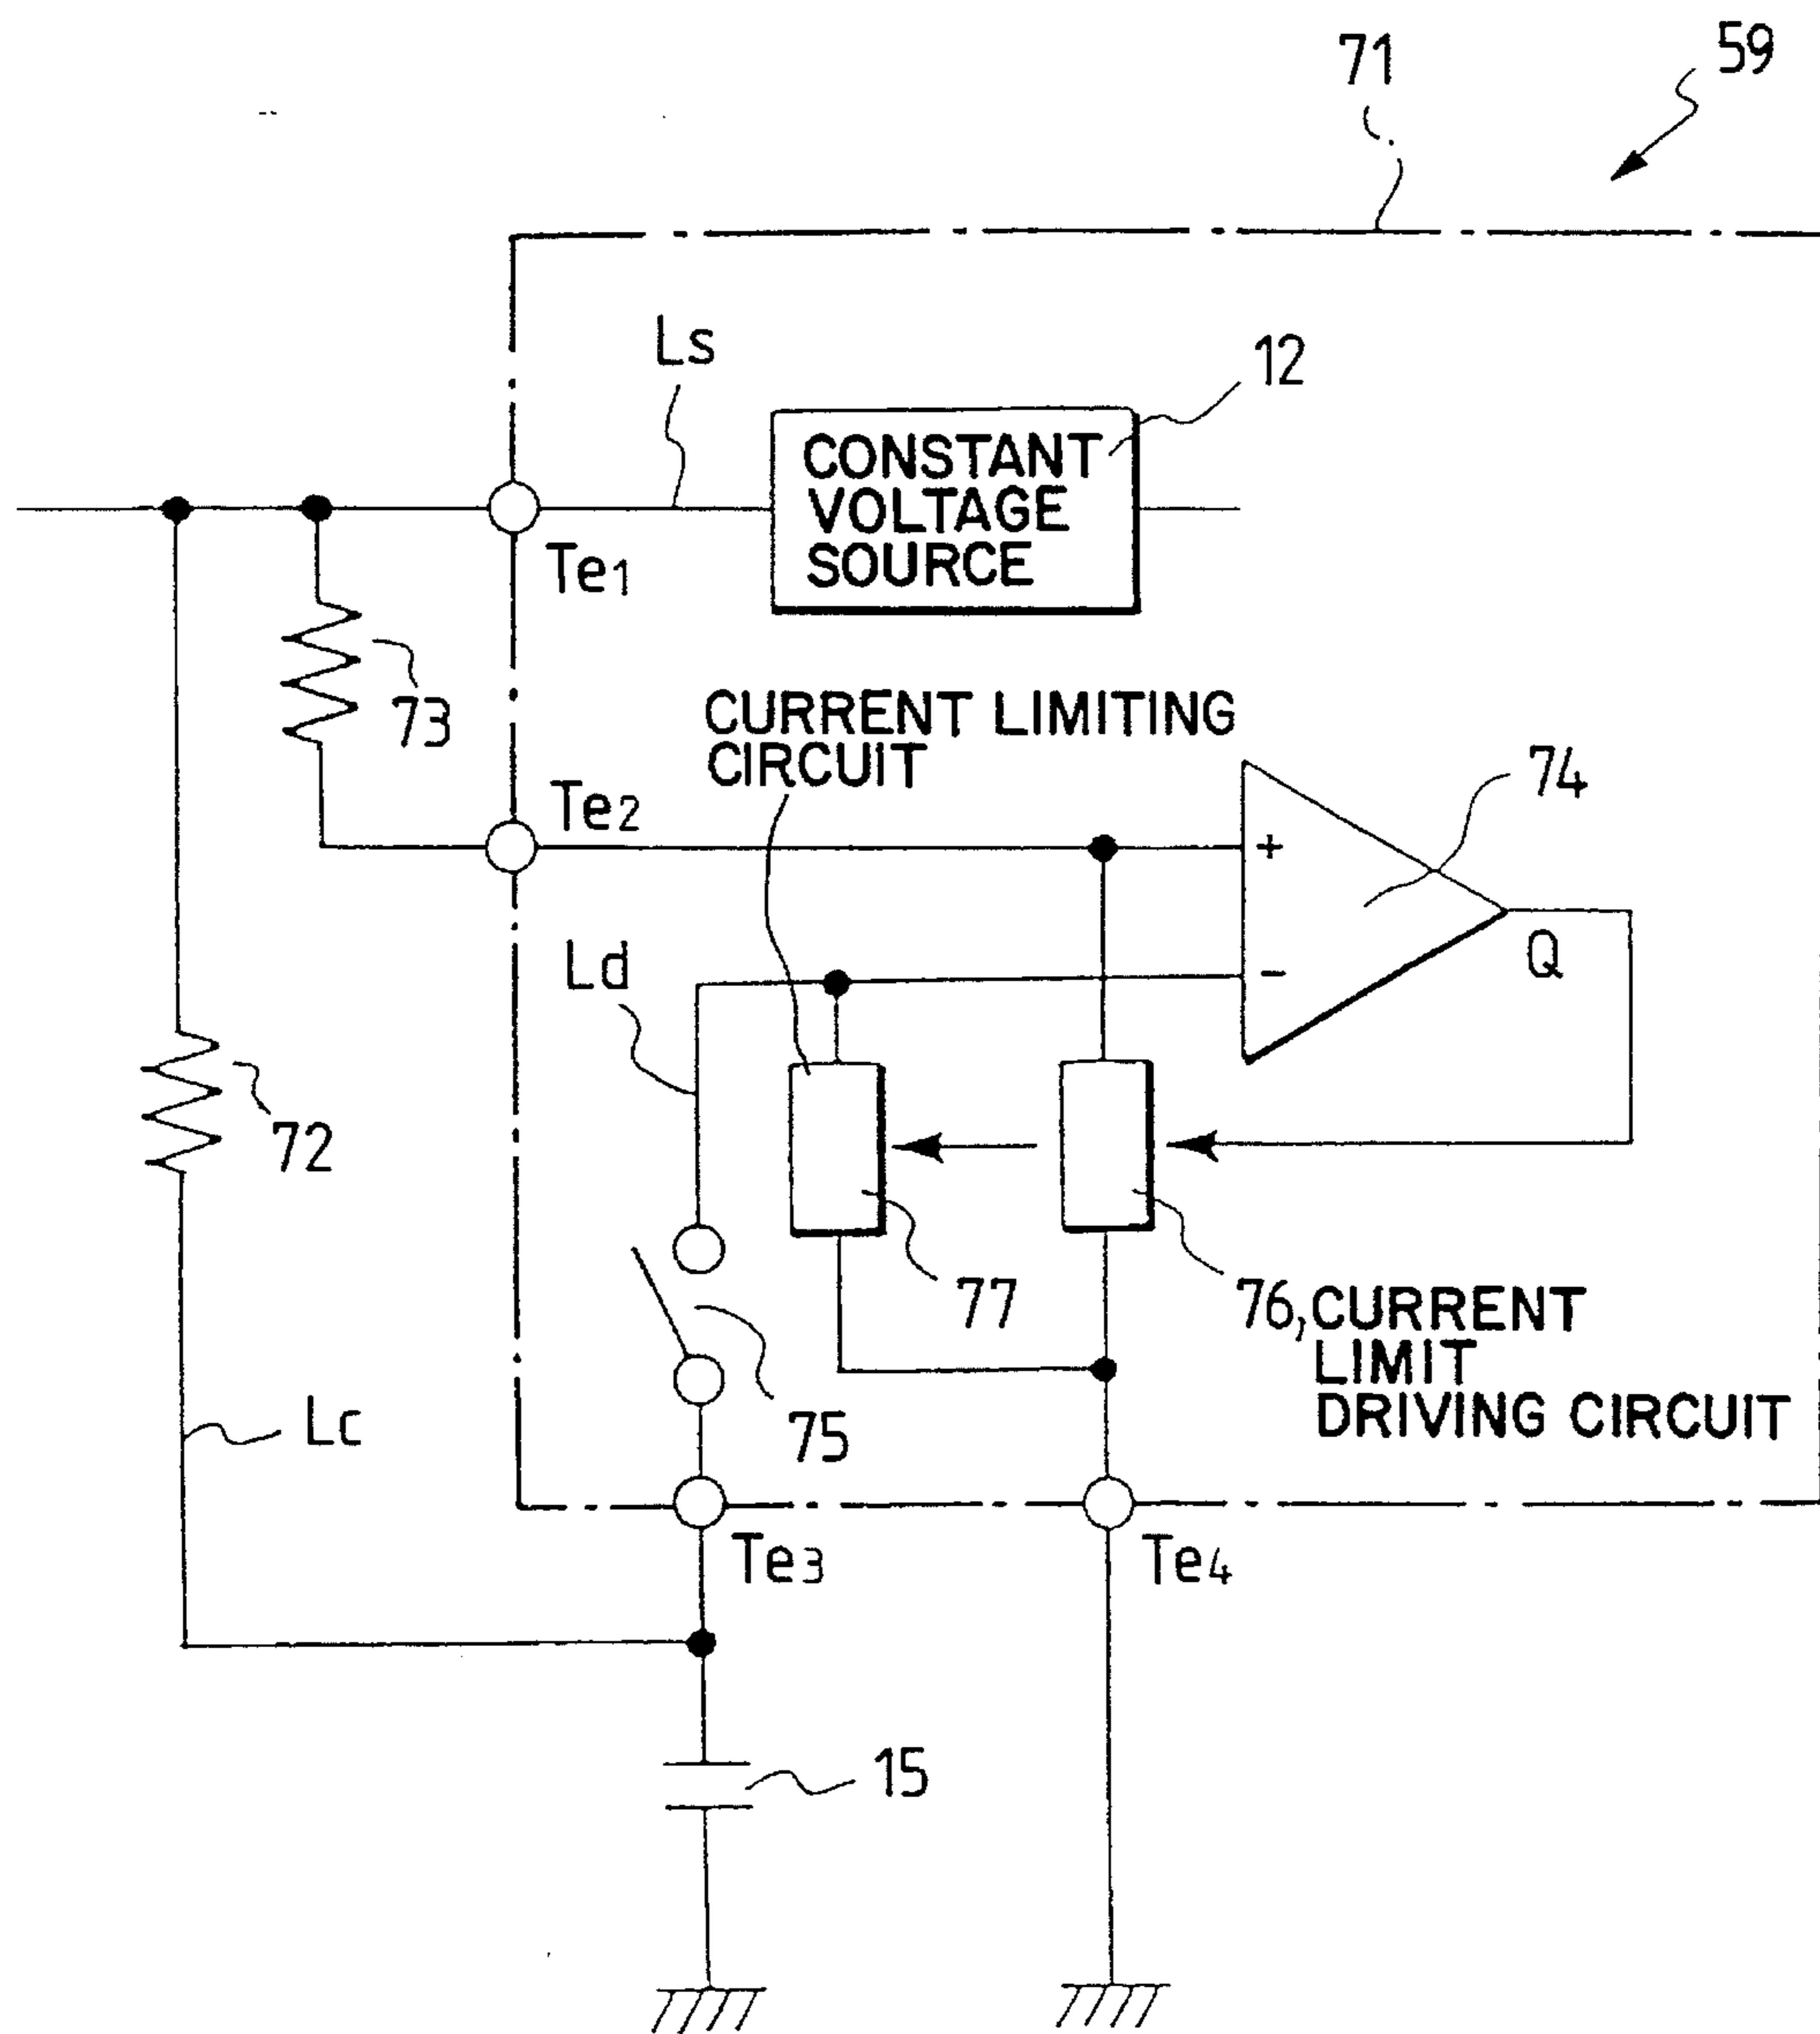 59
71
Ls
12
CONSTANT
VOLTAGE
SOURCE
Te1
73
CURRENT LIMITING
CIRCUIT
Te2
74
+
Ld
-
Q
72
77
76, CURRENT
LIMIT
DRIVING CIRCUIT
75
Lc
Te3
Te4
15